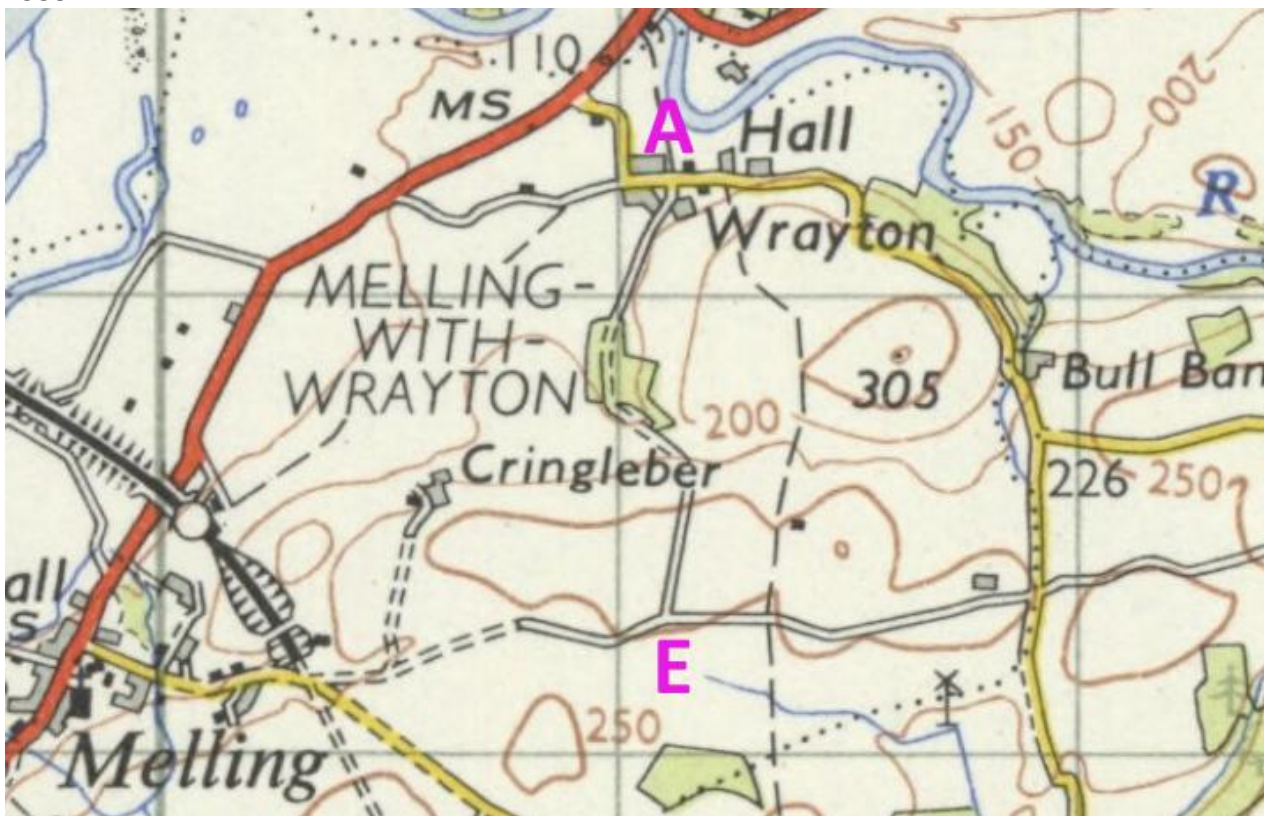 110
MS
A
Hall
150
200
R
Wrayton
MELLING-
WITH-
WRAYTON
305
Bull Ban
200
Cringleber
226
250
all
S
E
250
Melling